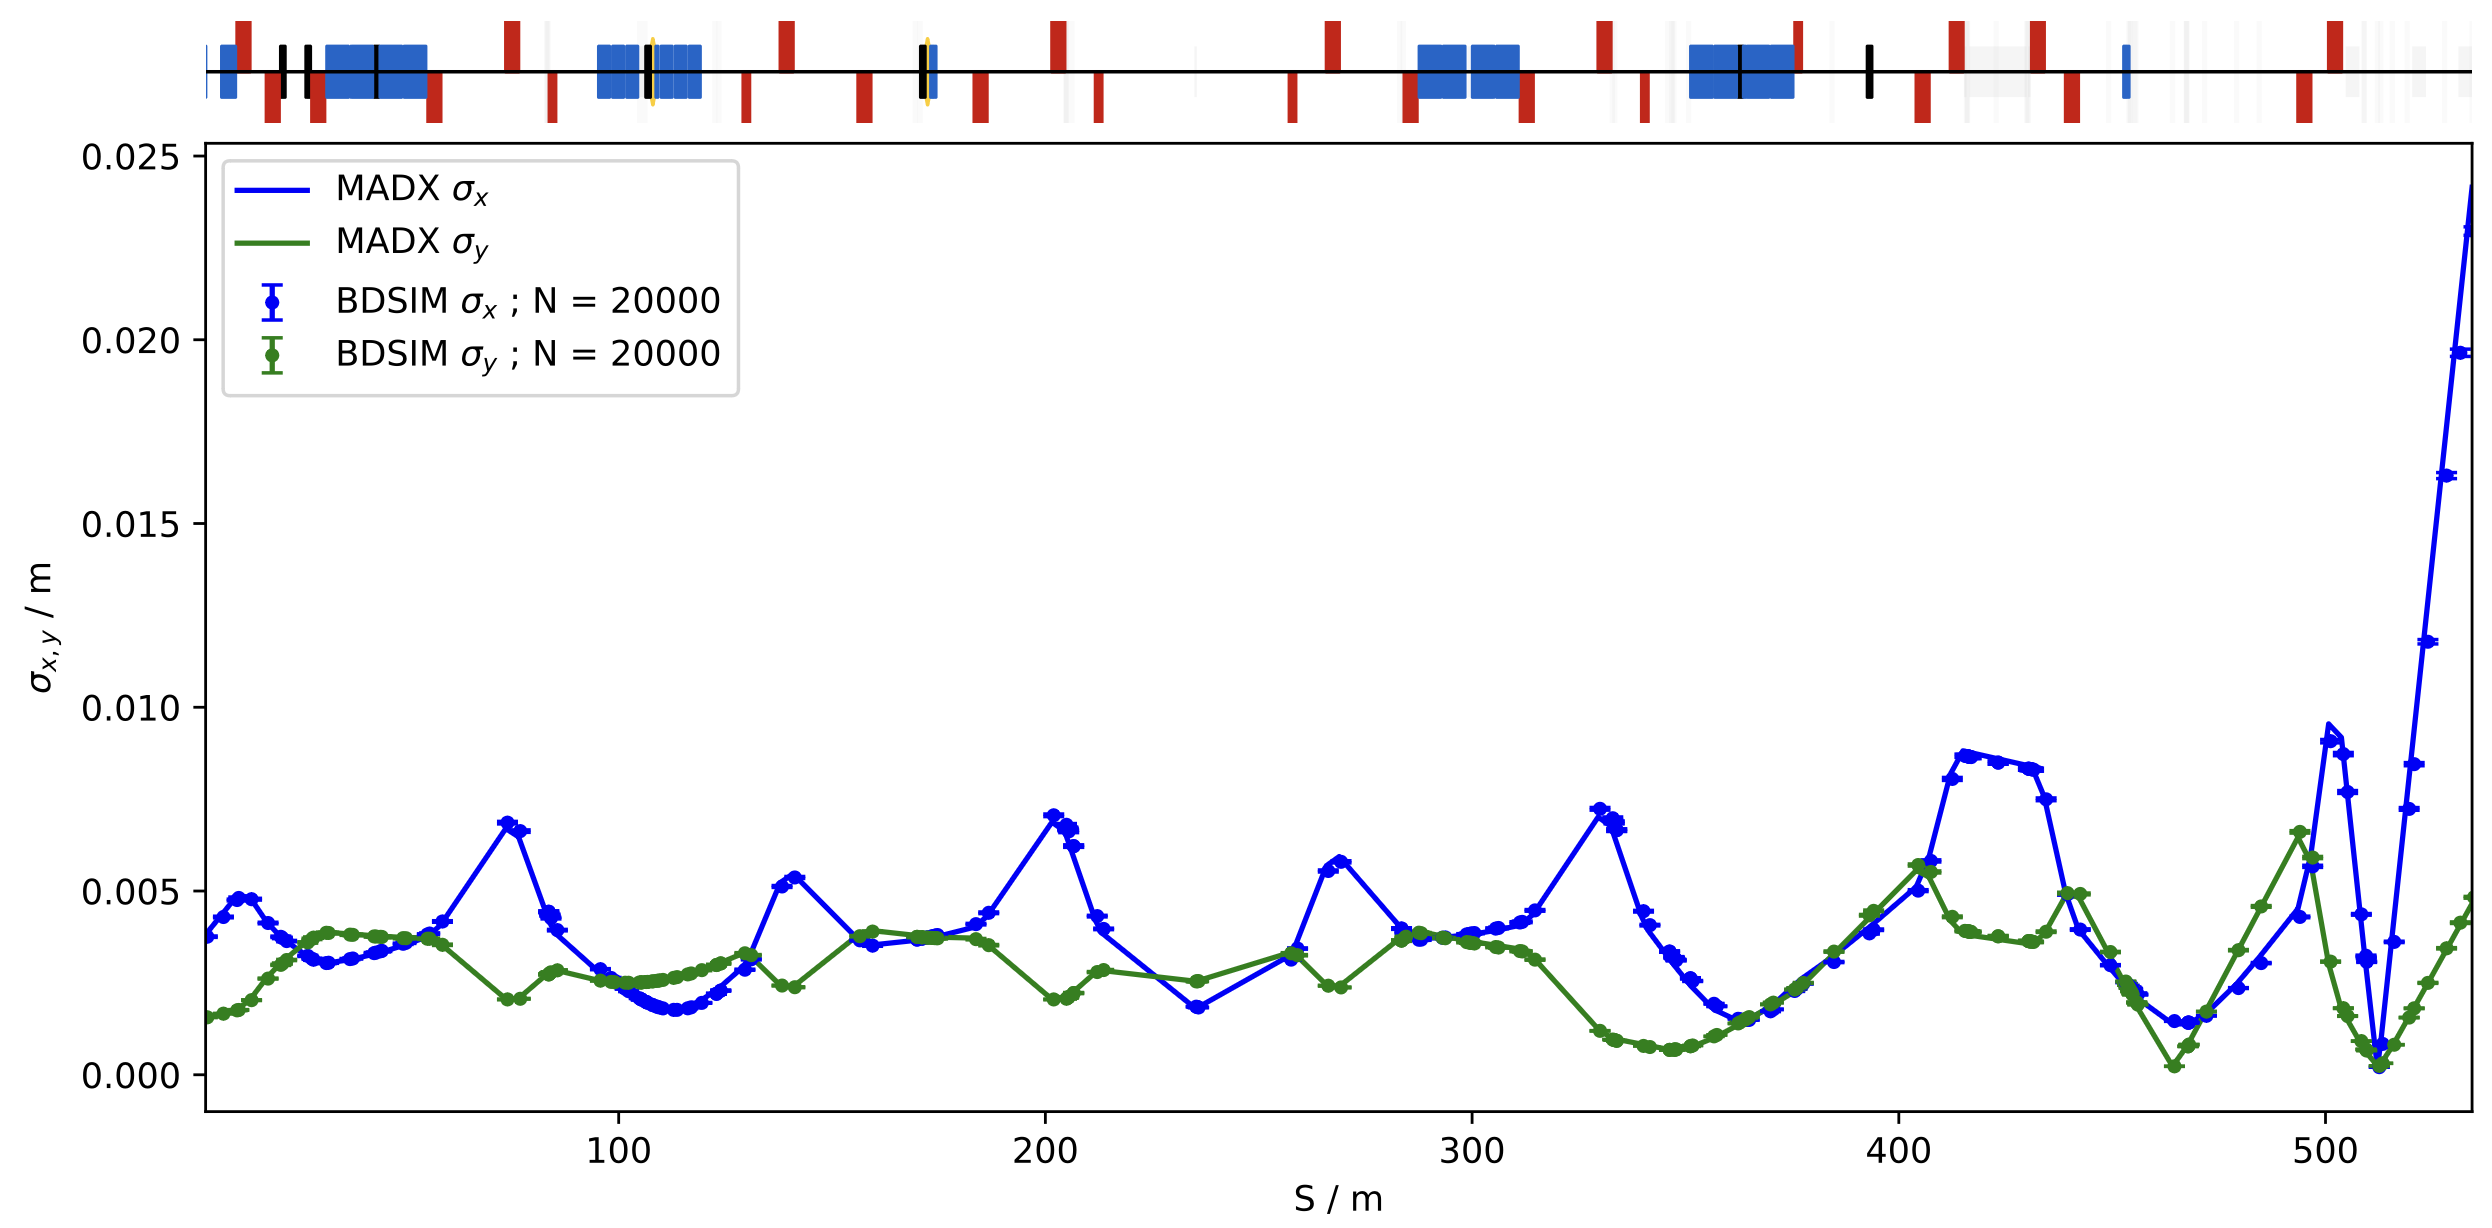 MADX σx
MADX σy
BDSIM σx ; N = 20000
BDSIM σy ; N = 20000
0.025
0.020
0.015
0.010
0.005
0.000
σx, y / m
100 200 300 400 500
S / m